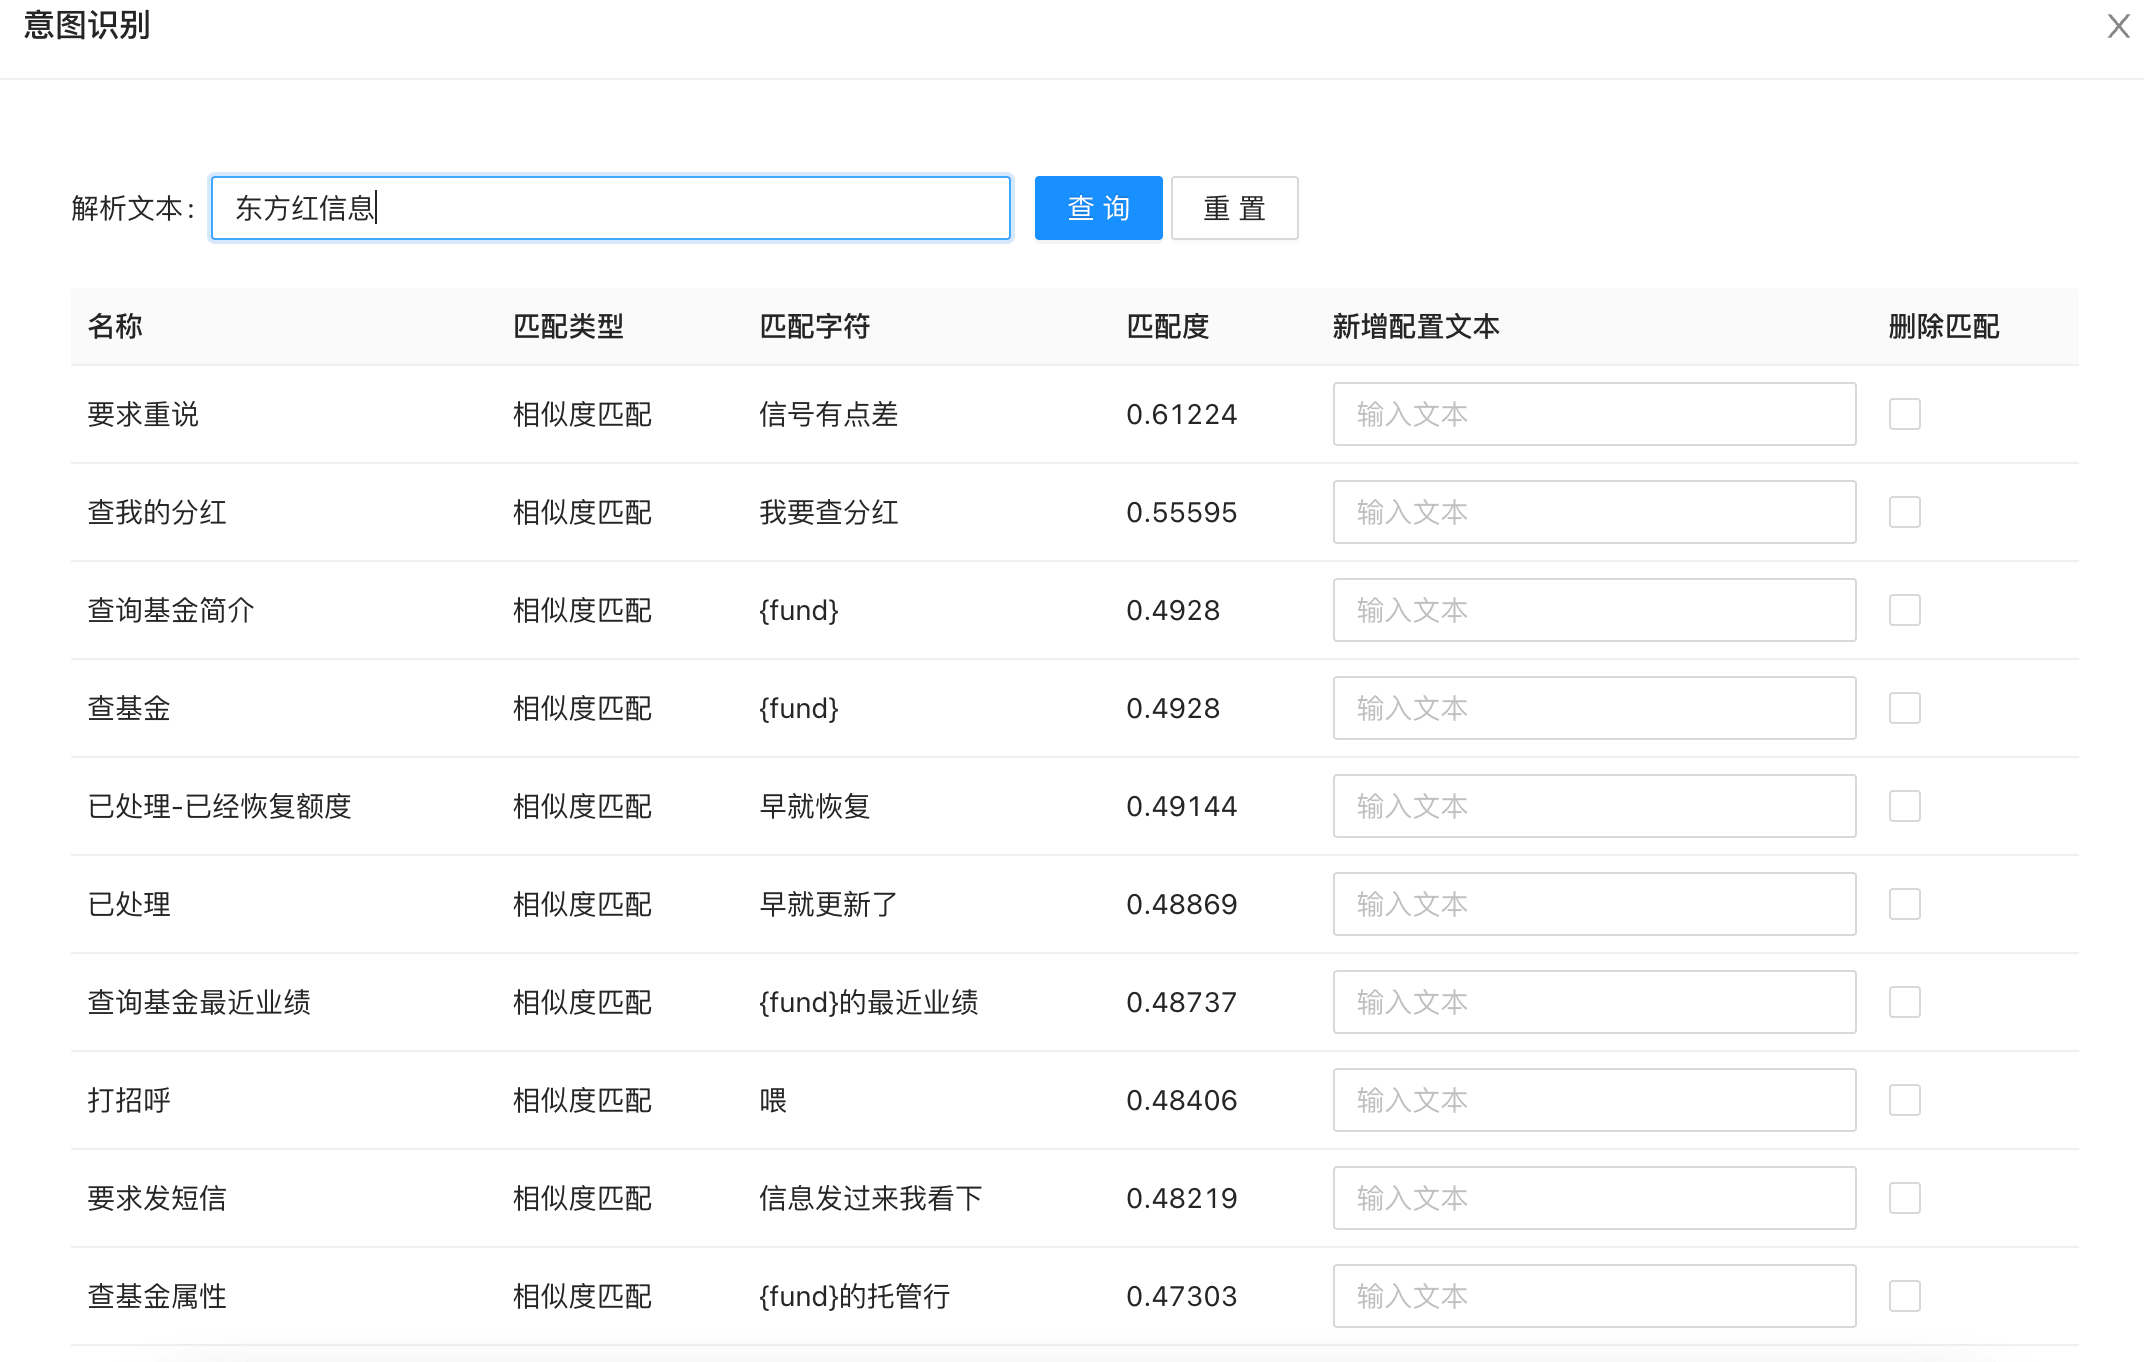 意图识别
解析文本: 东方红信息 查 询 重 置
名称 匹配类型 匹配字符 匹配度 新增配置文本 删除匹配
要求重说 相似度匹配 信号有点差 0.61224 输入文本
查我的分红 相似度匹配 我要查分红 0.55595 输入文本
查询基金简介 相似度匹配 {fund} 0.4928 输入文本
查基金 相似度匹配 {fund} 0.4928 输入文本
已处理-已经恢复额度 相似度匹配 早就恢复 0.49144 输入文本
已处理 相似度匹配 早就更新了 0.48869 输入文本
查询基金最近业绩 相似度匹配 {fund}的最近业绩 0.48737 输入文本
打招呼 相似度匹配 喂 0.48406 输入文本
要求发短信 相似度匹配 信息发过来我看下 0.48219 输入文本
查基金属性 相似度匹配 {fund}的托管行 0.47303 输入文本